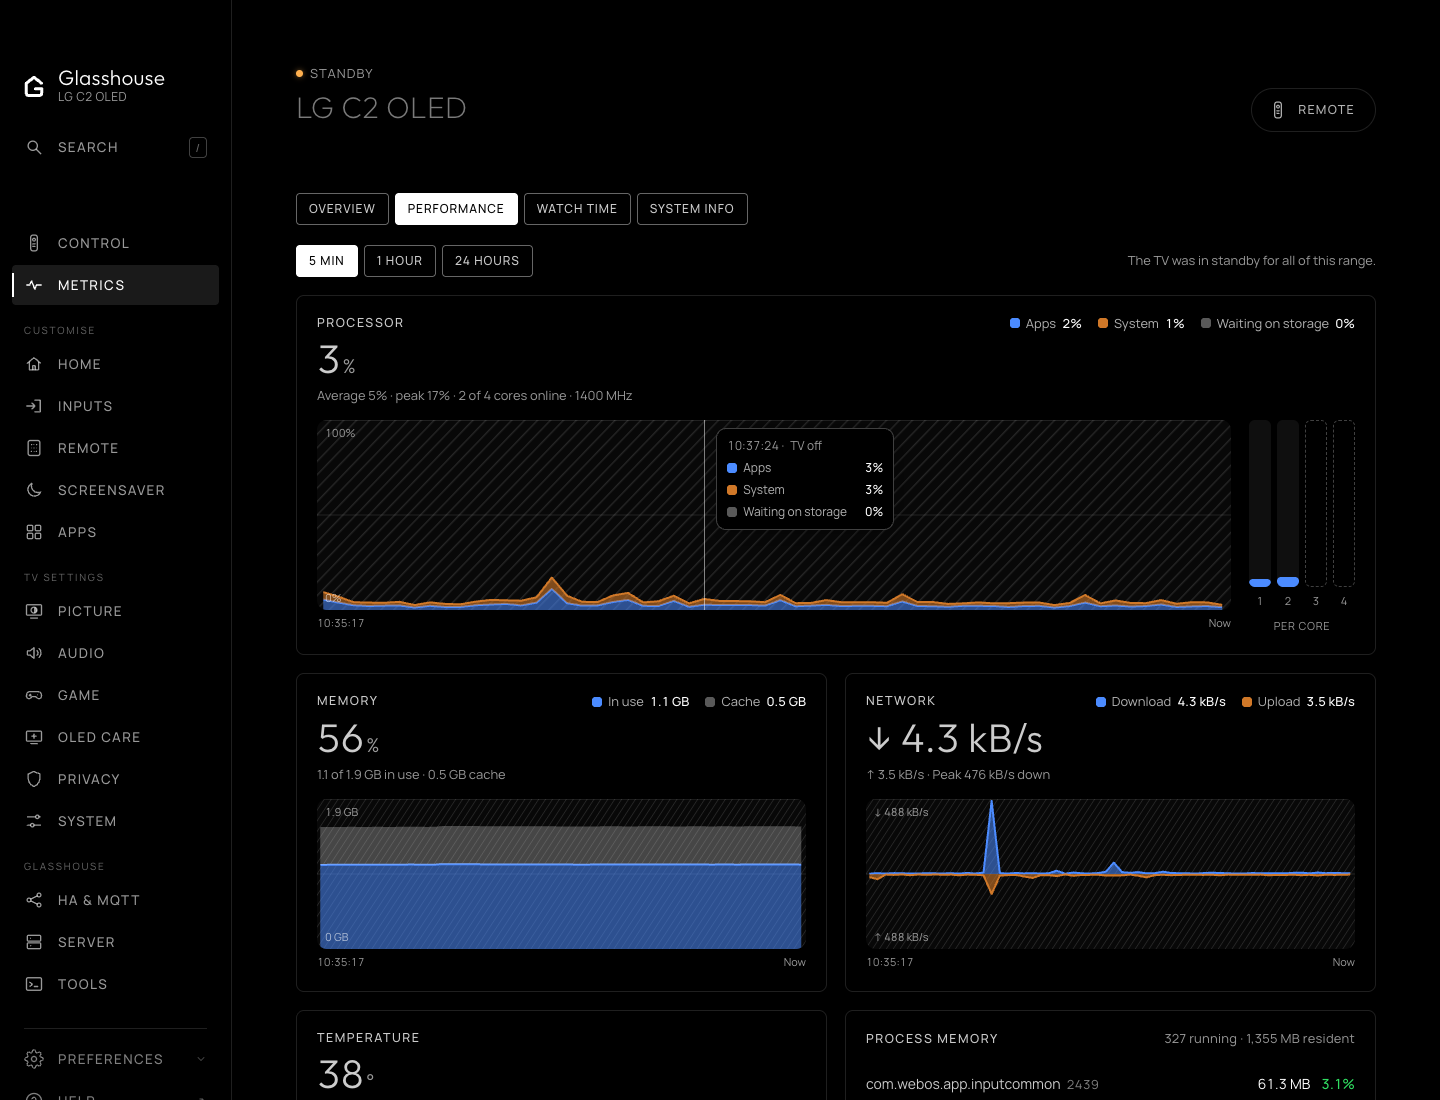 Glasshouse
LG C2 OLED
SEARCH /
CONTROL
METRICS
CUSTOMISE
HOME
INPUTS
REMOTE
SCREENSAVER
APPS
TV SETTINGS
PICTURE
AUDIO
GAME
OLED CARE
PRIVACY
SYSTEM
GLASSHOUSE
HA & MQTT
SERVER
TOOLS
PREFERENCES
HELP
STANDBY
LG C2 OLED
REMOTE
OVERVIEW PERFORMANCE WATCH TIME SYSTEM INFO
5 MIN 1 HOUR 24 HOURS
The TV was in standby for all of this range.
PROCESSOR
Apps 2% System 1% Waiting on storage 0%
3 %
Average 5% · peak 17% · 2 of 4 cores online · 1400 MHz
100%
10:37:24 · TV off
Apps 3%
System 3%
Waiting on storage 0%
0%
10:35:17 Now
1 2 3 4
PER CORE
MEMORY
In use 1.1 GB Cache 0.5 GB
56 %
1.1 of 1.9 GB in use · 0.5 GB cache
1.9 GB
0 GB
10:35:17 Now
NETWORK
Download 4.3 kB/s Upload 3.5 kB/s
↓ 4.3 kB/s
↑ 3.5 kB/s · Peak 476 kB/s down
↓ 488 kB/s
↑ 488 kB/s
10:35:17 Now
TEMPERATURE
38 °
PROCESS MEMORY
327 running · 1,355 MB resident
com.webos.app.inputcommon 2439 61.3 MB 3.1%